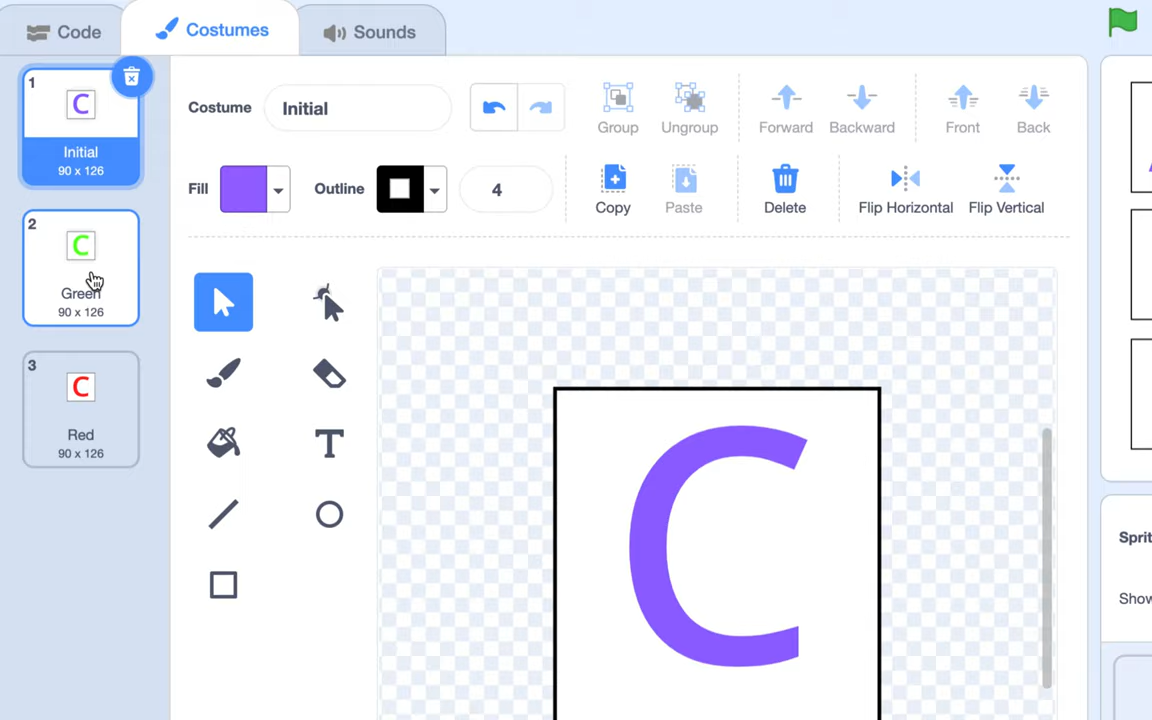 Code
Costumes
Sounds
1
C
Initial
90 x 126
2
C
Green
90 x 126
3
C
Red
90 x 126
Costume
Initial
Group
Ungroup
Forward
Backward
Front
Back
Fill
Outline
4
Copy
Paste
Delete
Flip Horizontal
Flip Vertical
T
C
Sprit
Show